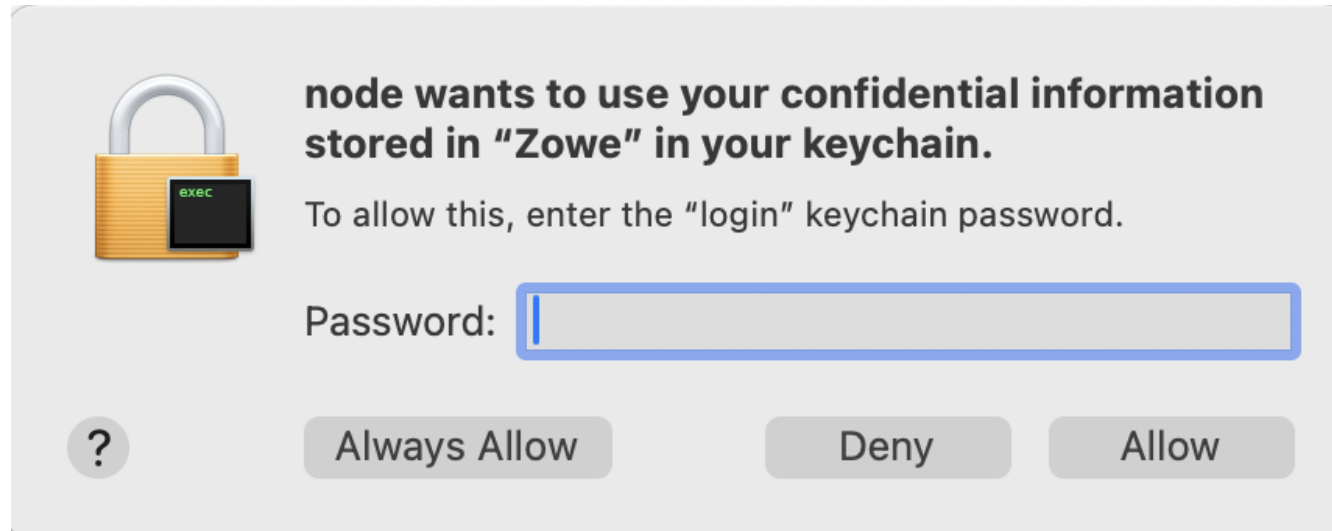 node wants to use your confidential information
stored in “Zowe” in your keychain.
exec
To allow this, enter the “login” keychain password.
Password:
?
Always Allow
Deny
Allow